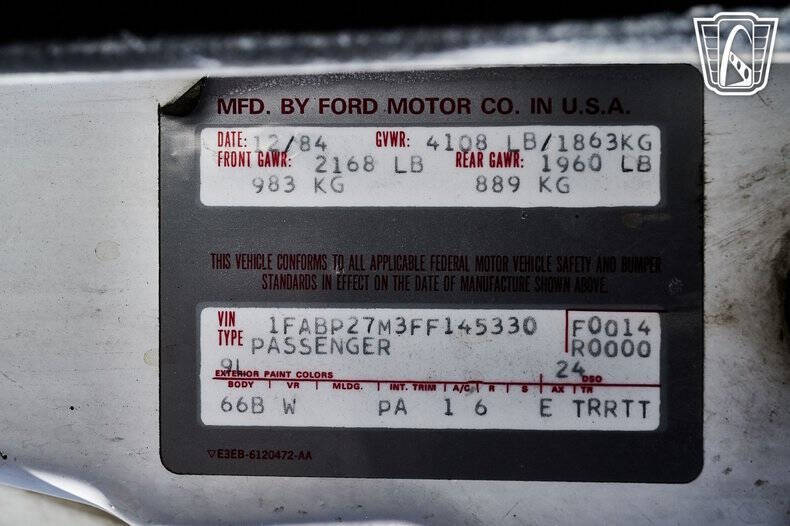 MFD. BY FORD MOTOR CO. IN U.S.A.
DATE: 12/84 GVWR: 4108 LB/1863KG
FRONT GAWR: 2168 LB REAR GAWR: 1960 LB
983 KG 889 KG
THIS VEHICLE CONFORMS TO ALL APPLICABLE FEDERAL MOTOR VEHICLE SAFETY AND BUMPER
STANDARDS IN EFFECT ON THE DATE OF MANUFACTURE SHOWN ABOVE.
VIN 1FABP27M3FF145330 F0014
TYPE PASSENGER R0000
9L 24
EXTERIOR PAINT COLORS DSO
BODY VR MLDG. INT. TRIM A/C R S AX TR
66B W PA 1 6 E TRRTT
E3EB-6120472-AA